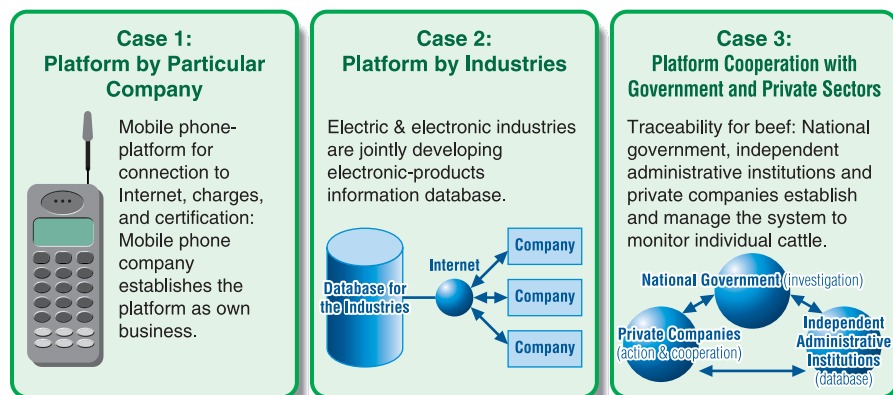 Case 1:
Platform by Particular
Company
Mobile phone-
platform for
connection to
Internet, charges,
and certification:
Mobile phone
company
establishes the
platform as own
business.
Case 2:
Platform by Industries
Electric & electronic industries
are jointly developing
electronic-products
information database.
Database for
the Industries
Internet
Company
Company
Company
Case 3:
Platform Cooperation with
Government and Private Sectors
Traceability for beef: National
government, independent
administrative institutions and
private companies establish
and manage the system to
monitor individual cattle.
National Government (investigation)
Private Companies
(action & cooperation)
Independent
Administrative
Institutions
(database)